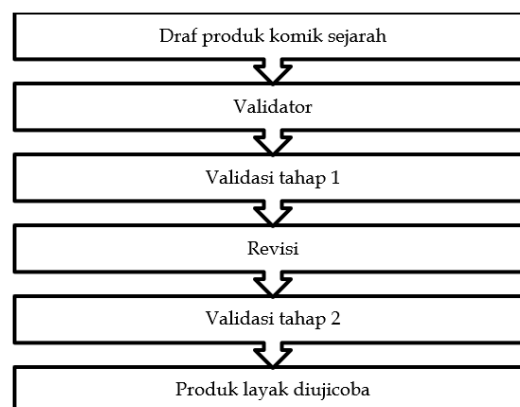 Draf produk komik sejarah
Validator
Validasi tahap 1
Revisi
Validasi tahap 2
Produk layak diujicoba